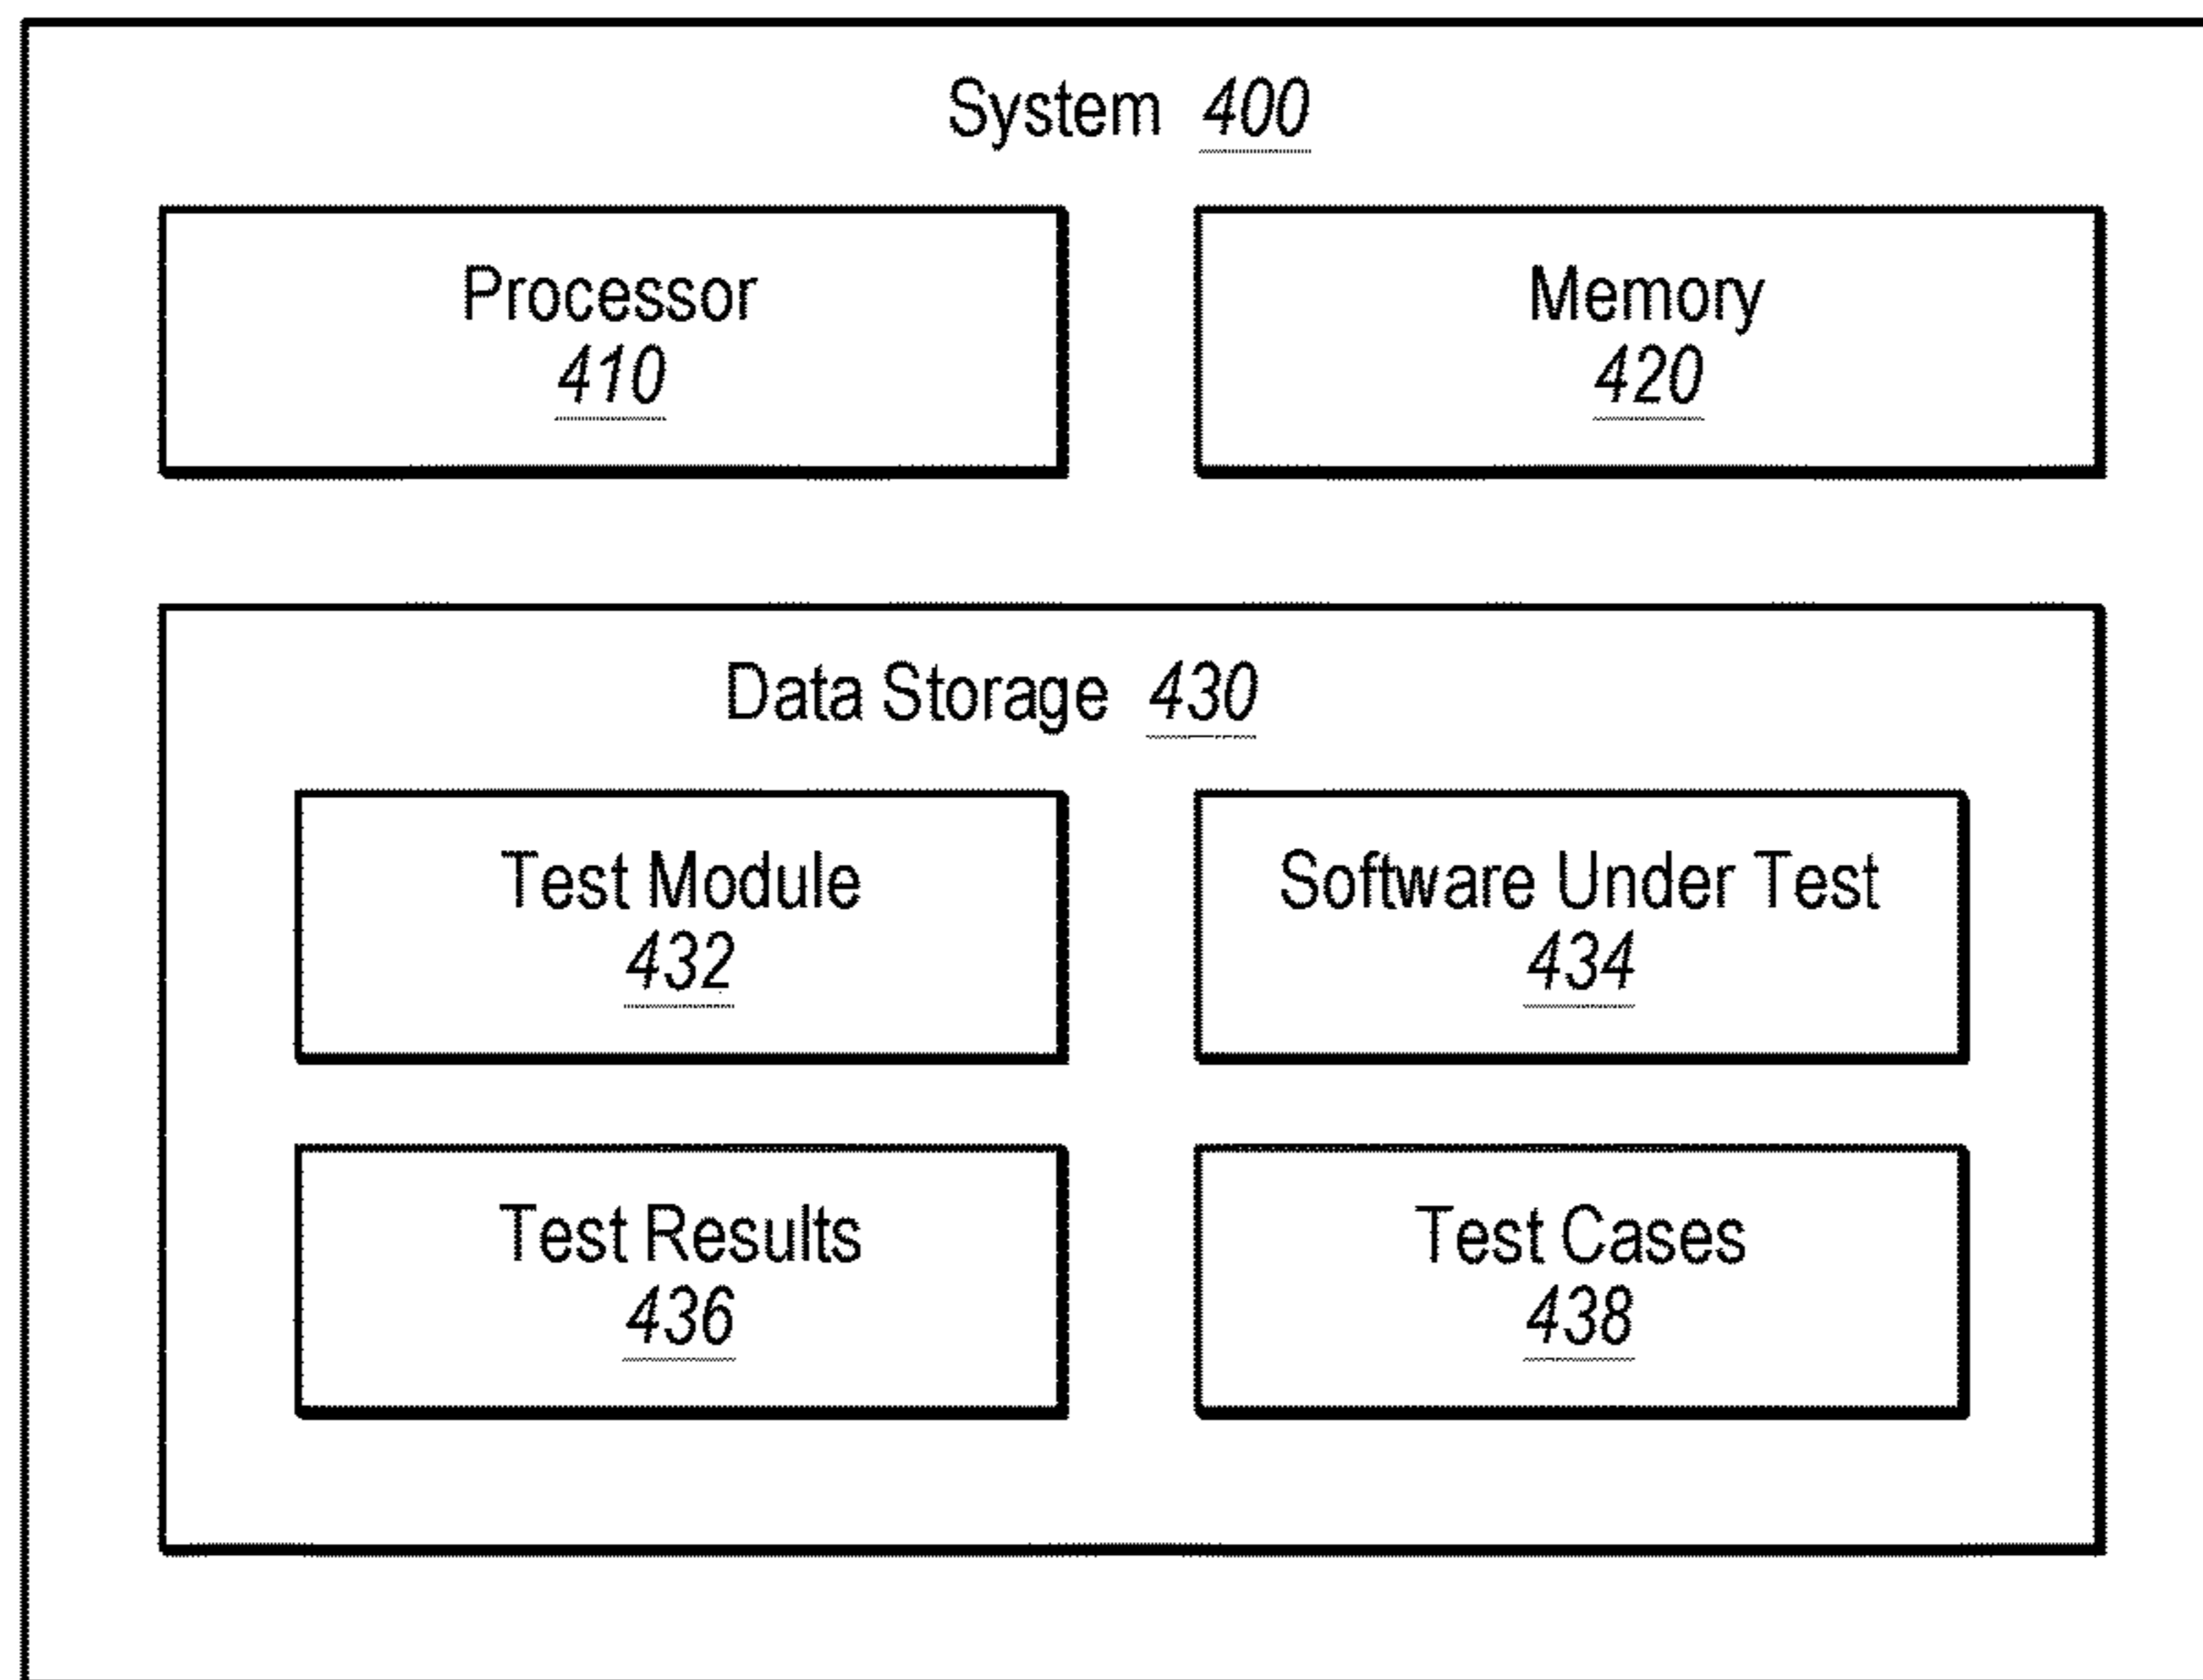 System 400
Processor
410
Memory
420
Data Storage 430
Test Module
432
Software Under Test
434
Test Results
436
Test Cases
438